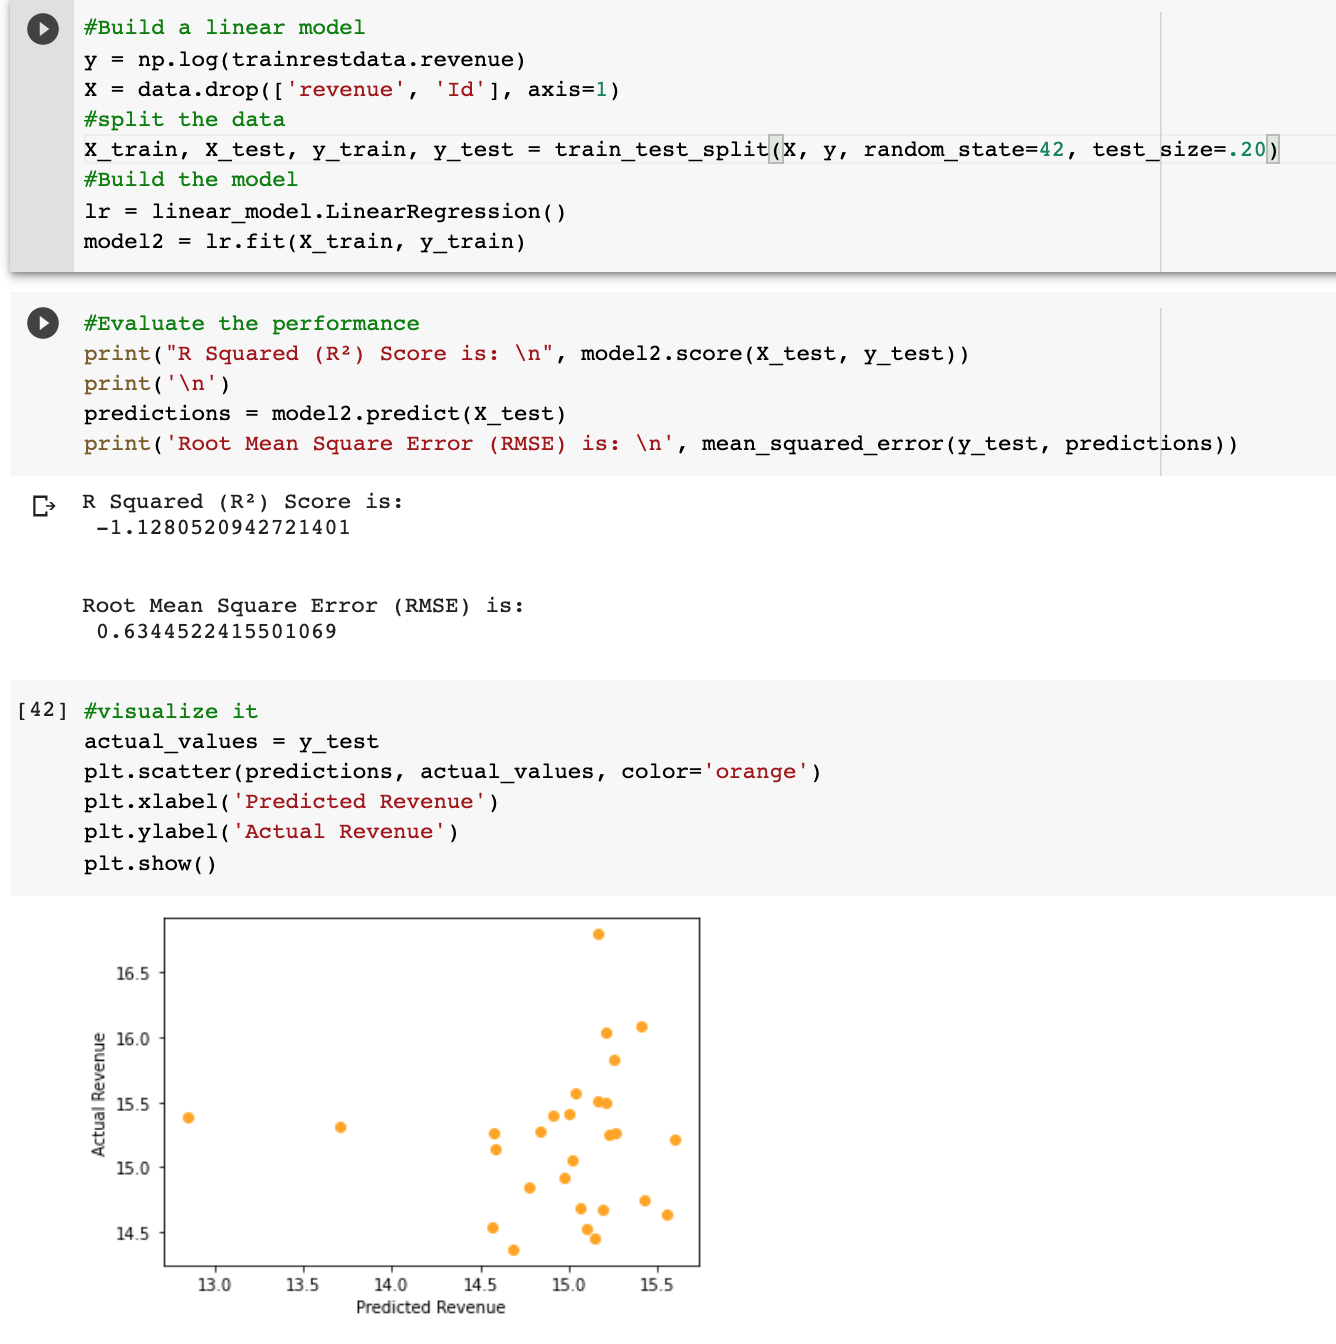 #Build a linear model
y = np.log(trainrestdata.revenue)
X = data.drop(['revenue', 'Id'], axis=1)
#split the data
X_train, X_test, y_train, y_test = train_test_split(X, y, random_state=42, test_size=.20)
#Build the model
lr = linear_model.LinearRegression()
model2 = lr.fit(X_train, y_train)
#Evaluate the performance
print("R Squared (R²) Score is: \n", model2.score(X_test, y_test))
print('\n')
predictions = model2.predict(X_test)
print('Root Mean Square Error (RMSE) is: \n', mean_squared_error(y_test, predictions))
R Squared (R²) Score is:
-1.1280520942721401
Root Mean Square Error (RMSE) is:
0.6344522415501069
[42] #visualize it
actual_values = y_test
plt.scatter(predictions, actual_values, color='orange')
plt.xlabel('Predicted Revenue')
plt.ylabel('Actual Revenue')
plt.show()
16.5
16.0
15.5
15.0
14.5
Actual Revenue
13.0 13.5 14.0 14.5 15.0 15.5
Predicted Revenue